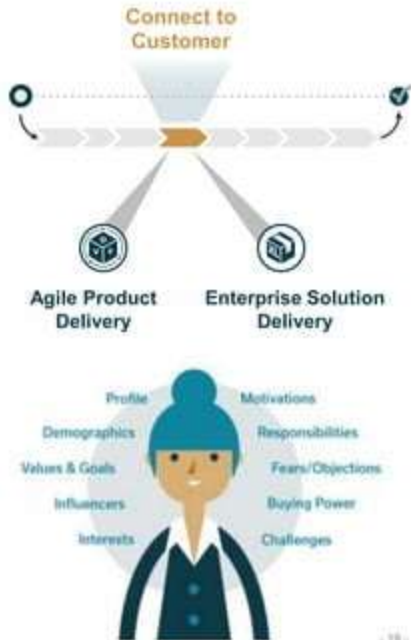 Connect to
Customer
Agile Product
Delivery
Enterprise Solution
Delivery
Profile
Motivations
Demographics
Responsibilities
Values & Goals
Fears/Objections
Influencers
Buying Power
Interests
Challenges